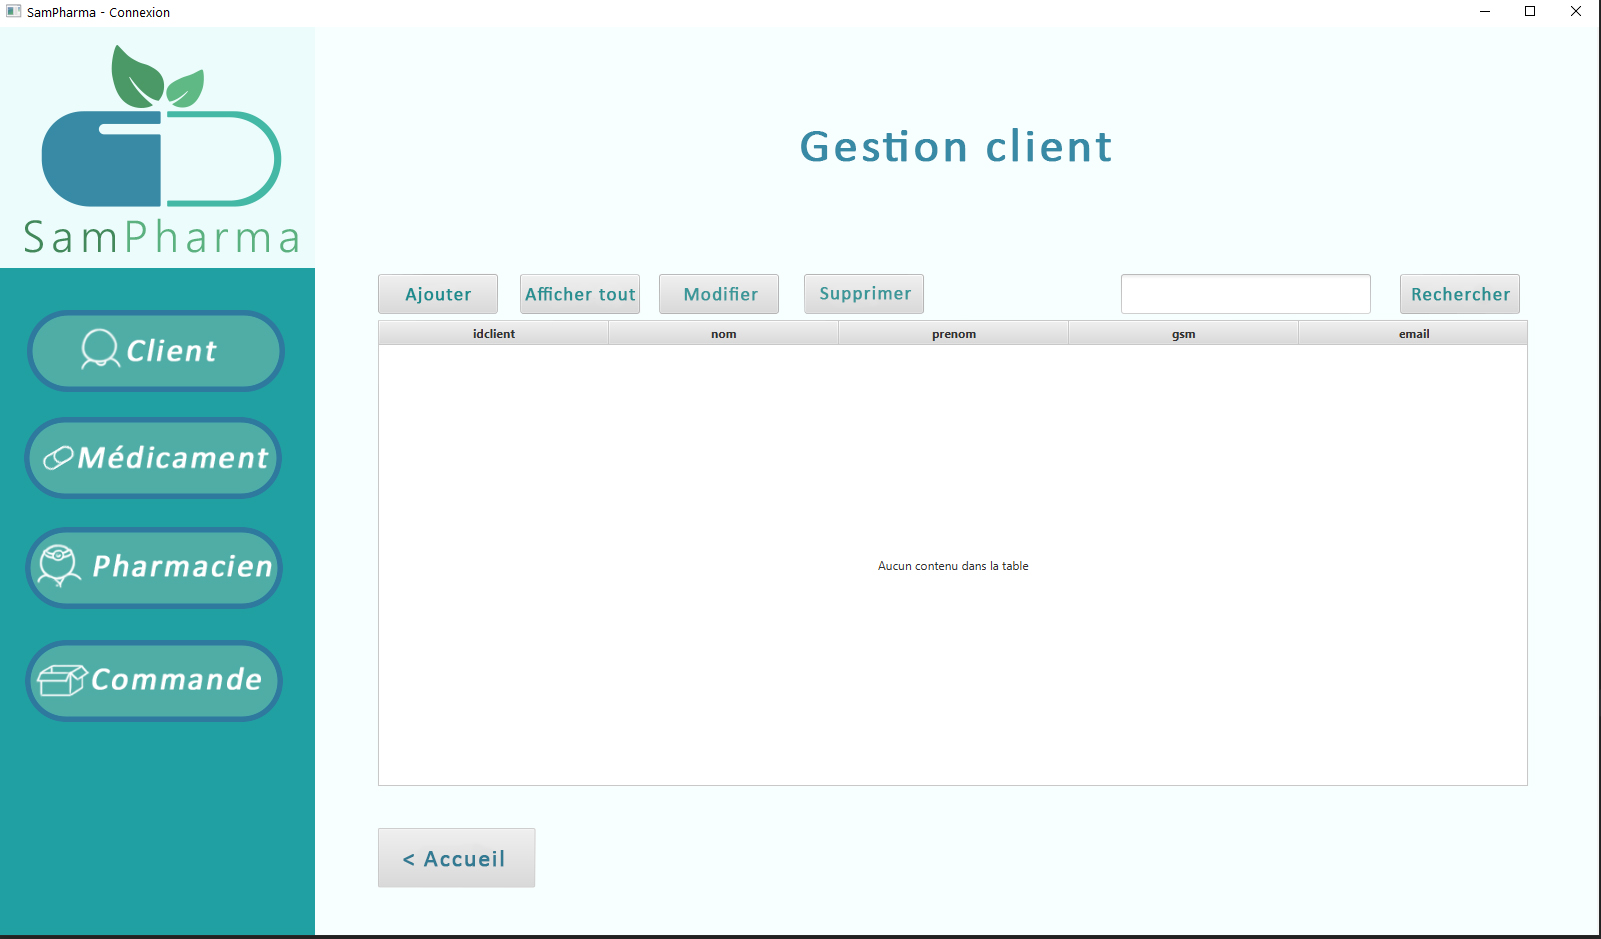 SamPharma - Connexion
SamPharma
Gestion client
Ajouter
Afficher tout
Modifier
Supprimer
Rechercher
idclient
nom
prenom
gsm
email
Client
Médicament
Pharmacien
Commande
Aucun contenu dans la table
< Accueil